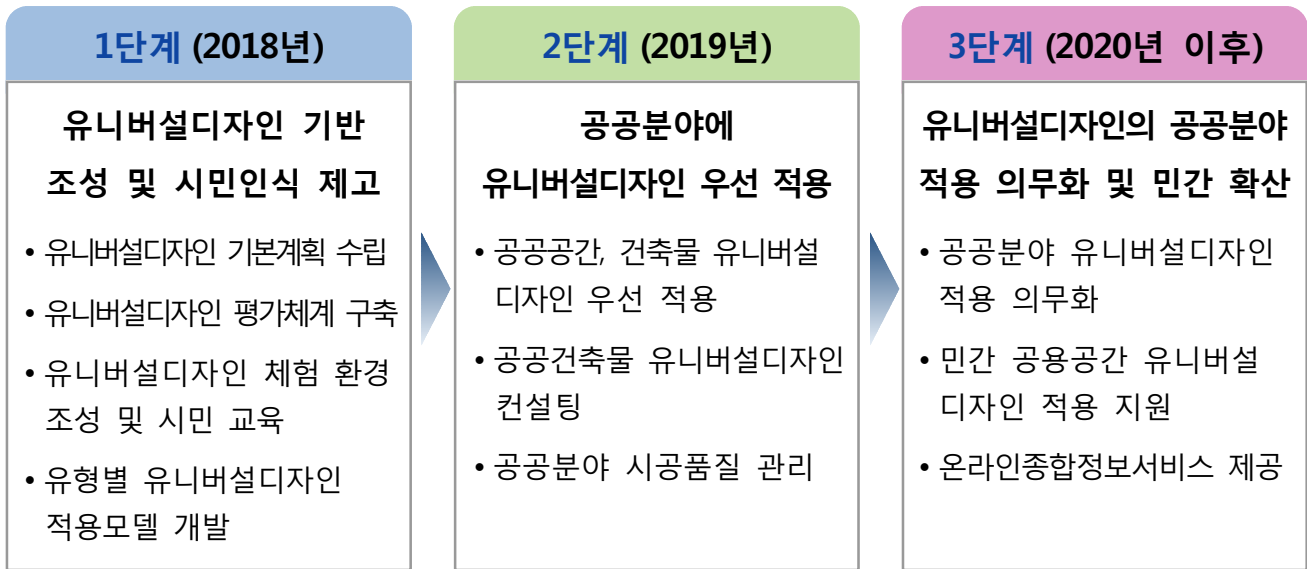 1단계 (2018년)
유니버설디자인 기반
조성 및 시민인식 제고
• 유니버설디자인 기본계획 수립
• 유니버설디자인 평가체계 구축
• 유니버설디자인 체험 환경
조성 및 시민 교육
• 유형별 유니버설디자인
적용모델 개발
2단계 (2019년)
공공분야에
유니버설디자인 우선 적용
• 공공공간, 건축물 유니버설
디자인 우선 적용
• 공공건축물 유니버설디자인
컨설팅
• 공공분야 시공품질 관리
3단계 (2020년 이후)
유니버설디자인의 공공분야
적용 의무화 및 민간 확산
• 공공분야 유니버설디자인
적용 의무화
• 민간 공용공간 유니버설
디자인 적용 지원
• 온라인종합정보서비스 제공